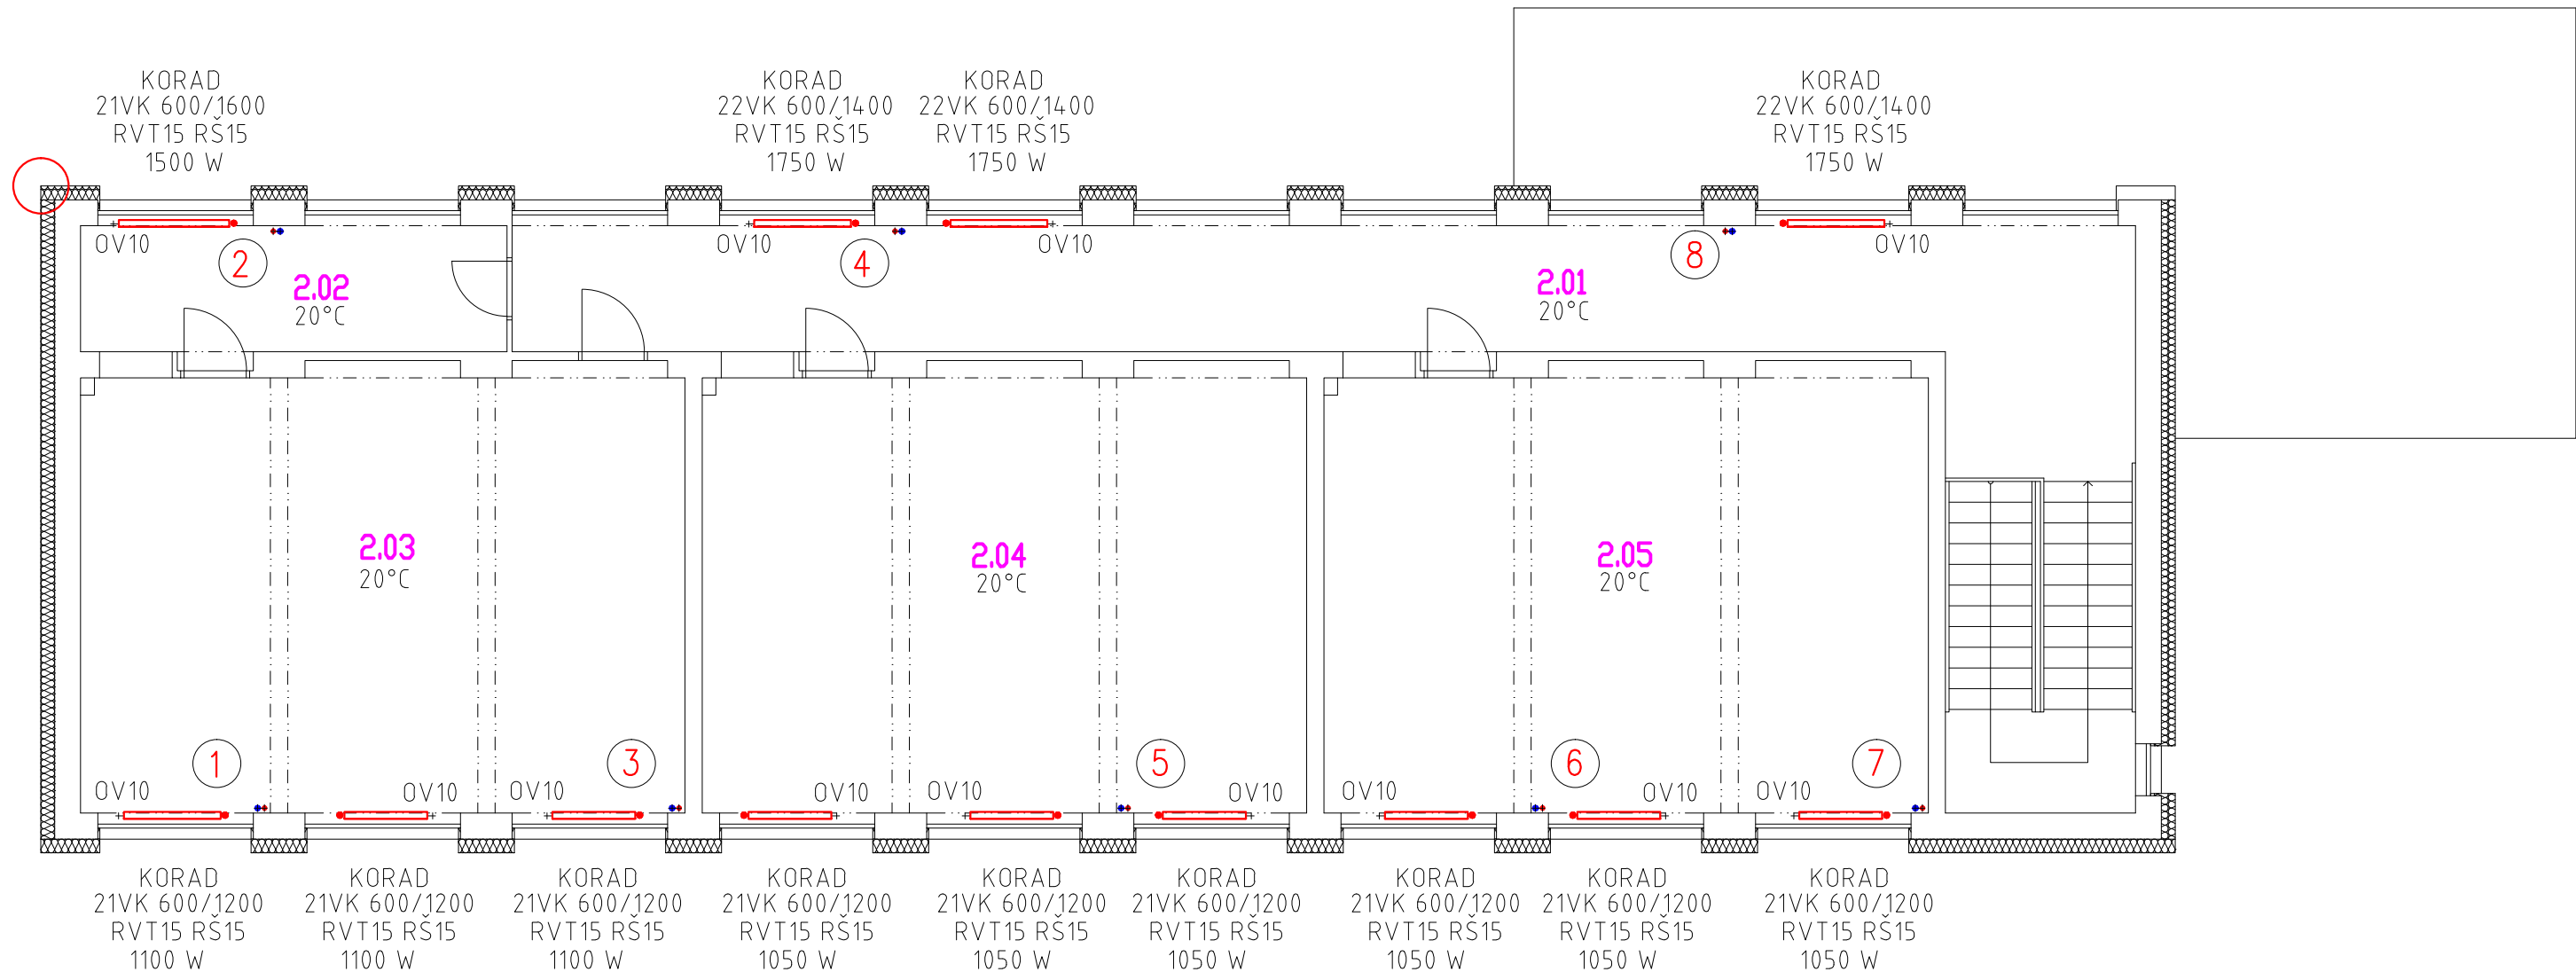 KORAD
21VK 600/1600
RVT15 RŠ15
1500 W
KORAD
22VK 600/1400
RVT15 RŠ15
1750 W
KORAD
22VK 600/1400
RVT15 RŠ15
1750 W
KORAD
22VK 600/1400
RVT15 RŠ15
1750 W
OV10
2
2.02
20°C
OV10
4
OV10
2.01
20°C
8
OV10
2.03
20°C
2.04
20°C
2.05
20°C
1
3
5
6
7
OV10
OV10
OV10
OV10
OV10
OV10
OV10
OV10
OV10
KORAD
21VK 600/1200
RVT15 RŠ15
1100 W
KORAD
21VK 600/1200
RVT15 RŠ15
1100 W
KORAD
21VK 600/1200
RVT15 RŠ15
1100 W
KORAD
21VK 600/1200
RVT15 RŠ15
1050 W
KORAD
21VK 600/1200
RVT15 RŠ15
1050 W
KORAD
21VK 600/1200
RVT15 RŠ15
1050 W
KORAD
21VK 600/1200
RVT15 RŠ15
1050 W
KORAD
21VK 600/1200
RVT15 RŠ15
1050 W
KORAD
21VK 600/1200
RVT15 RŠ15
1050 W